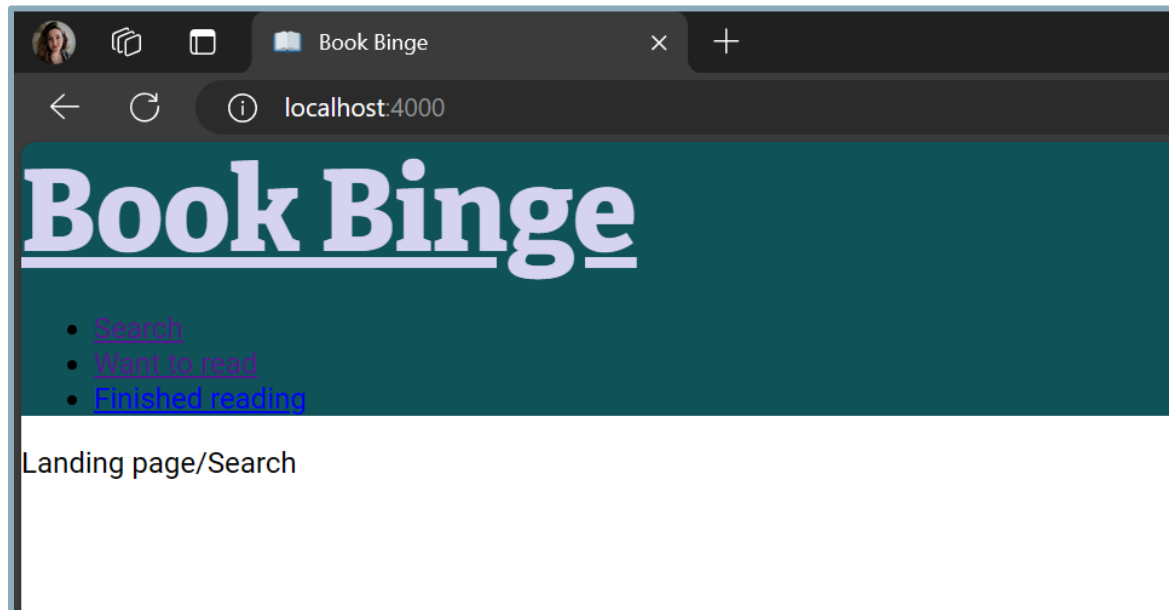 Book Binge
localhost:4000
Book Binge
Search
Want to read
Finished reading
Landing page/Search